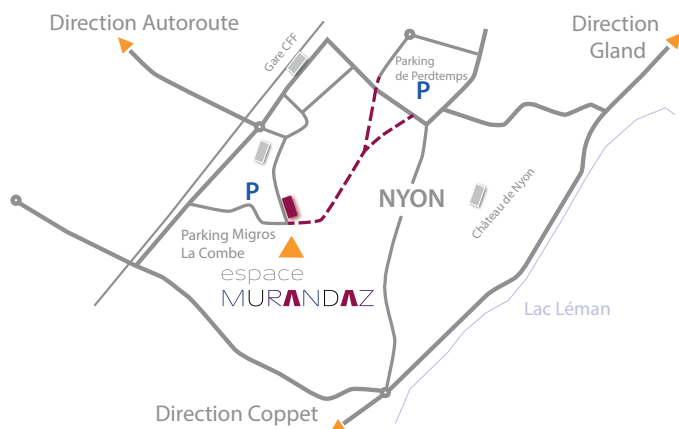 Direction Autoroute
Direction
Gland
Gare CFF
Parking
de Perdtemps
P
P
NYON
Château de Nyon
Parking Migros
La Combe
espace
MURANDAZ
Lac Léman
Direction Coppet